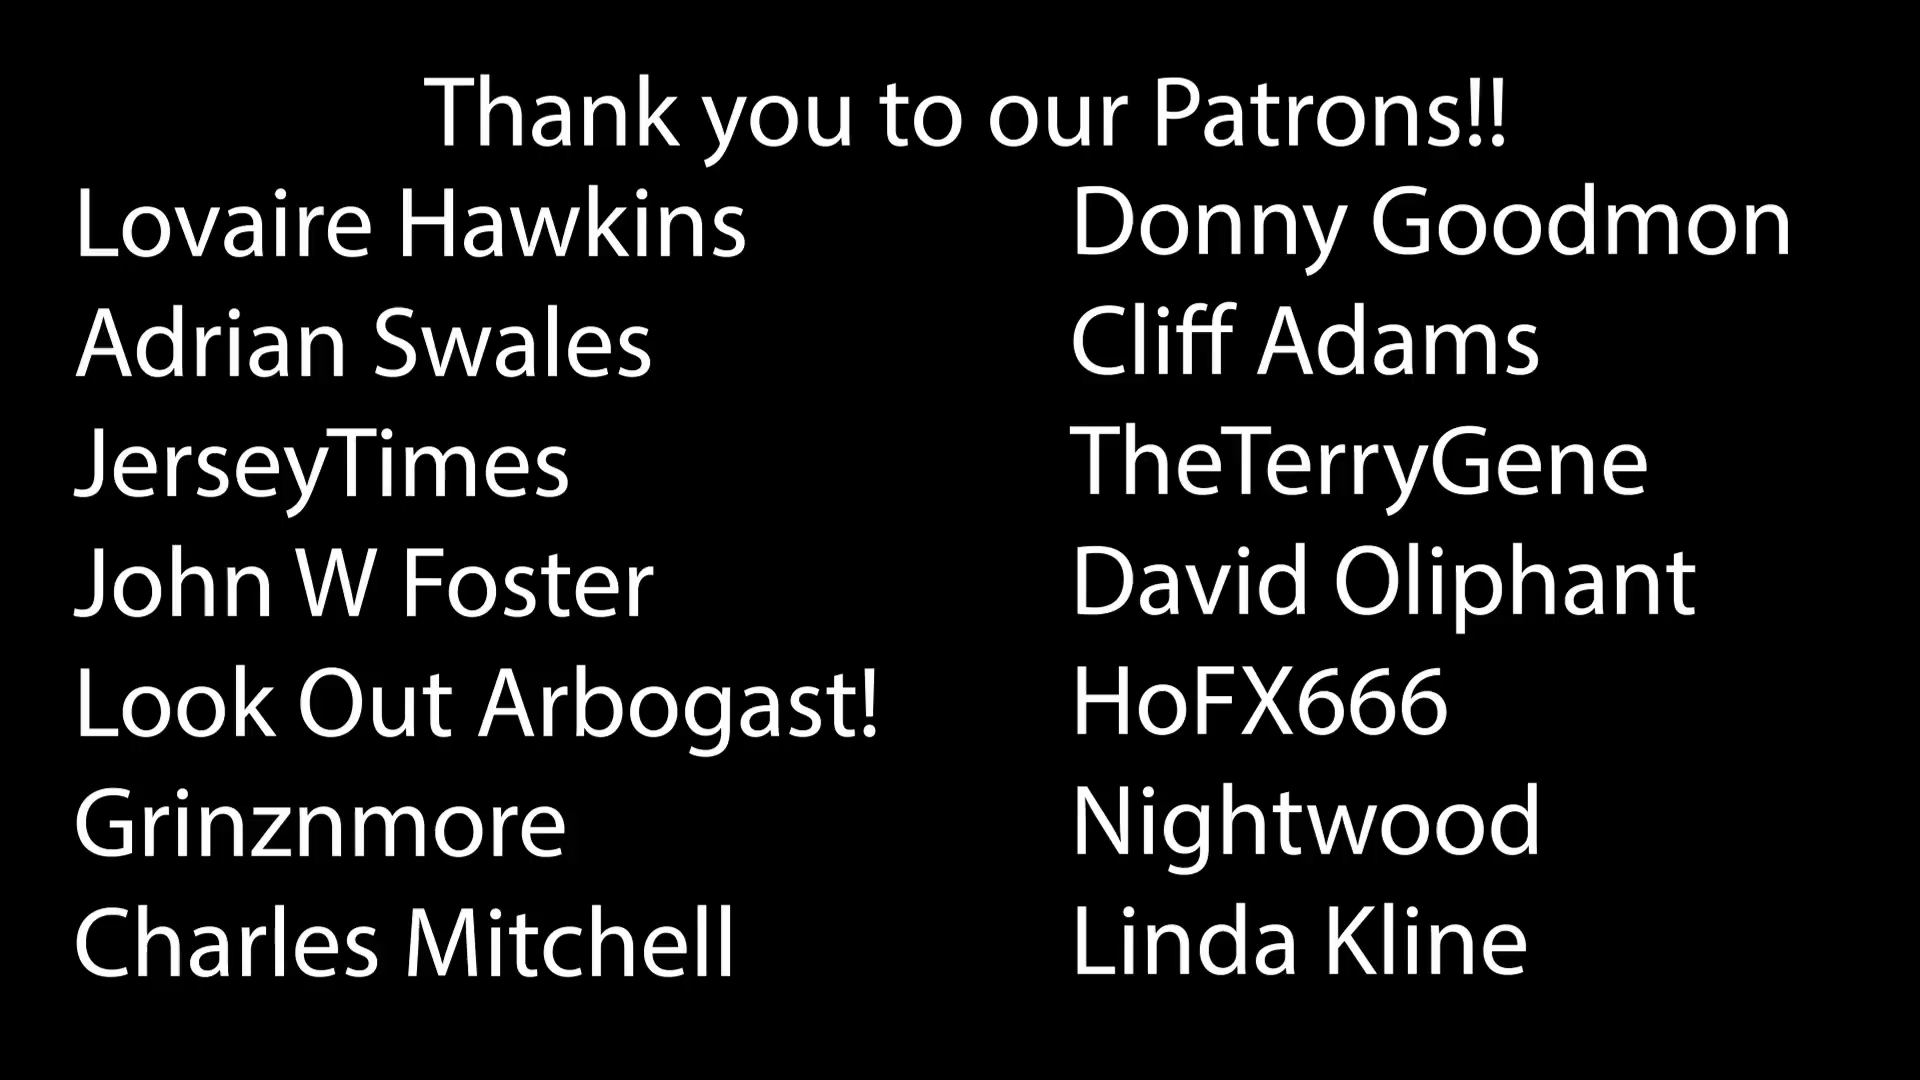 Thank you to our Patrons!!
Lovaire Hawkins
Adrian Swales
JerseyTimes
John W Foster
Look Out Arbogast!
Grinznmore
Charles Mitchell
Donny Goodmon
Cliff Adams
TheTerryGene
David Oliphant
HoFX666
Nightwood
Linda Kline